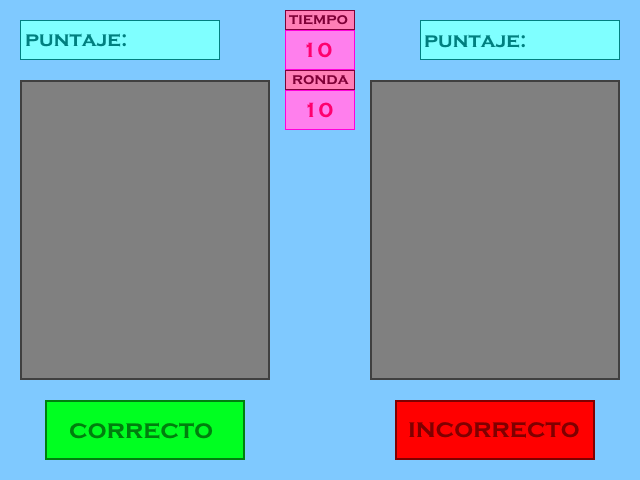 PUNTAJE:
TIEMPO
10
RONDA
10
PUNTAJE:
CORRECTO
INCORRECTO